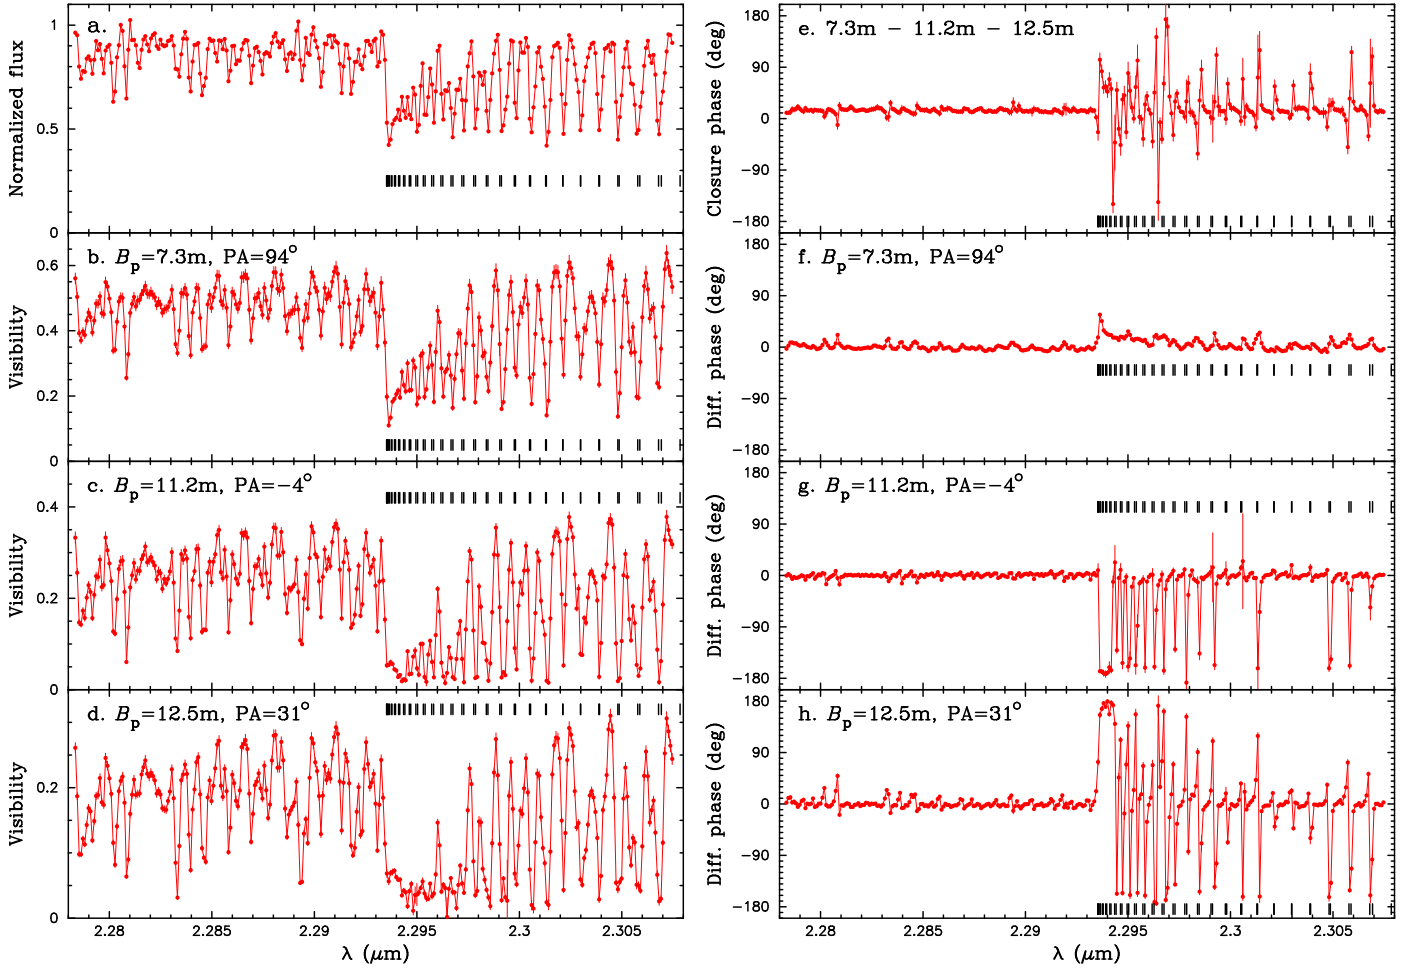 a.
Normalized flux
1
0.5
0
b. Bp=7.3m, PA=94°
Visibility
0.6
0.4
0.2
0
c. Bp=11.2m, PA=−4°
Visibility
0.4
0.2
0
d. Bp=12.5m, PA=31°
Visibility
0.2
0
2.28 2.285 2.29 2.295 2.3 2.305
λ (μm)
e. 7.3m − 11.2m − 12.5m
Closure phase (deg)
180
90
0
−90
−180
f. Bp=7.3m, PA=94°
Diff. phase (deg)
180
90
0
−90
−180
g. Bp=11.2m, PA=−4°
Diff. phase (deg)
180
90
0
−90
−180
h. Bp=12.5m, PA=31°
Diff. phase (deg)
180
90
0
−90
−180
2.28 2.285 2.29 2.295 2.3 2.305
λ (μm)